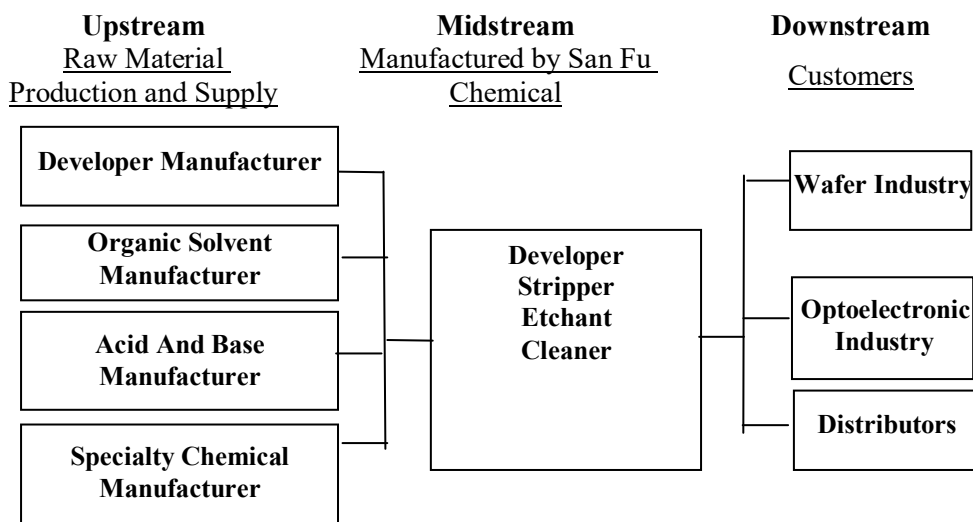 Upstream
Raw Material
Production and Supply
Midstream
Manufactured by San Fu
Chemical
Downstream
Customers
Developer Manufacturer
Organic Solvent
Manufacturer
Acid And Base
Manufacturer
Specialty Chemical
Manufacturer
Developer
Stripper
Etchant
Cleaner
Wafer Industry
Optoelectronic
Industry
Distributors